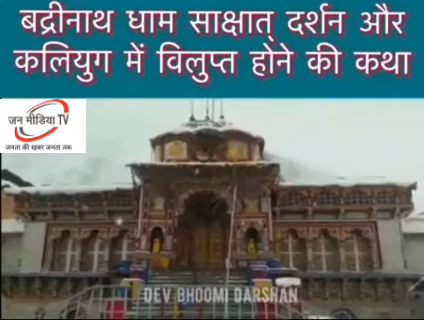 बद्रीनाथ धाम साक्षात् दर्शन और
कलियुग में विलुप्त होने की कथा
जन मीडिया TV
जनता की खबर जनता तक
DEV BHOOMI DARSHAN